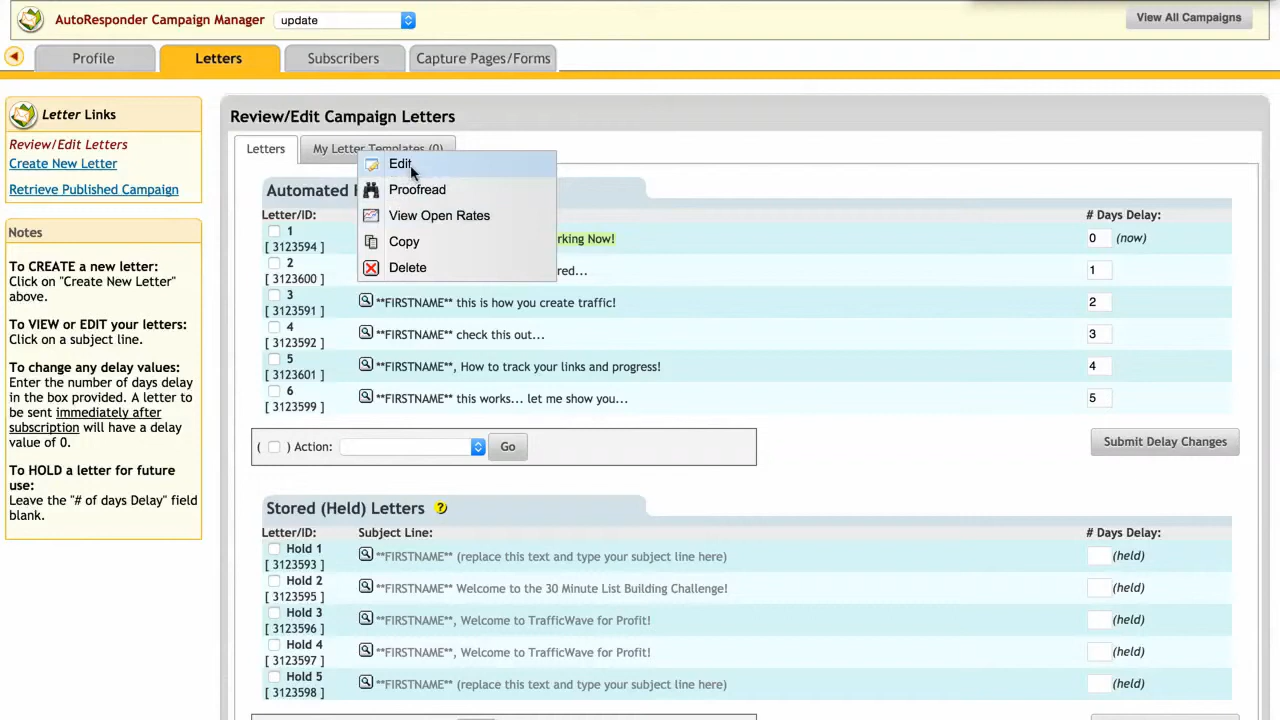 AutoResponder Campaign Manager update View All Campaigns
Profile Letters Subscribers Capture Pages/Forms
Letter Links
Review/Edit Letters
Create New Letter
Retrieve Published Campaign
Notes
To CREATE a new letter:
Click on "Create New Letter"
above.
To VIEW or EDIT your letters:
Click on a subject line.
To change any delay values:
Enter the number of days delay
in the box provided. A letter to
be sent immediately after
subscription will have a delay
value of 0.
To HOLD a letter for future
use:
Leave the "# of days Delay" field
blank.
Review/Edit Campaign Letters
Letters My Letter Templates (0)
Edit
Proofread
View Open Rates
Copy
Delete
Automated
Letter/ID: # Days Delay:
1 rking Now! 0 (now)
[ 3123594 ]
2 red... 1
[ 3123600 ]
3 **FIRSTNAME** this is how you create traffic! 2
[ 3123591 ]
4 **FIRSTNAME** check this out... 3
[ 3123592 ]
5 **FIRSTNAME**, How to track your links and progress! 4
[ 3123601 ]
6 **FIRSTNAME** this works... let me show you... 5
[ 3123599 ]
( ) Action: Go Submit Delay Changes
Stored (Held) Letters ?
Letter/ID: Subject Line: # Days Delay:
Hold 1 **FIRSTNAME** (replace this text and type your subject line here) (held)
[ 3123593 ]
Hold 2 **FIRSTNAME** Welcome to the 30 Minute List Building Challenge! (held)
[ 3123595 ]
Hold 3 **FIRSTNAME**, Welcome to TrafficWave for Profit! (held)
[ 3123596 ]
Hold 4 **FIRSTNAME**, Welcome to TrafficWave for Profit! (held)
[ 3123597 ]
Hold 5 **FIRSTNAME** (replace this text and type your subject line here) (held)
[ 3123598 ]